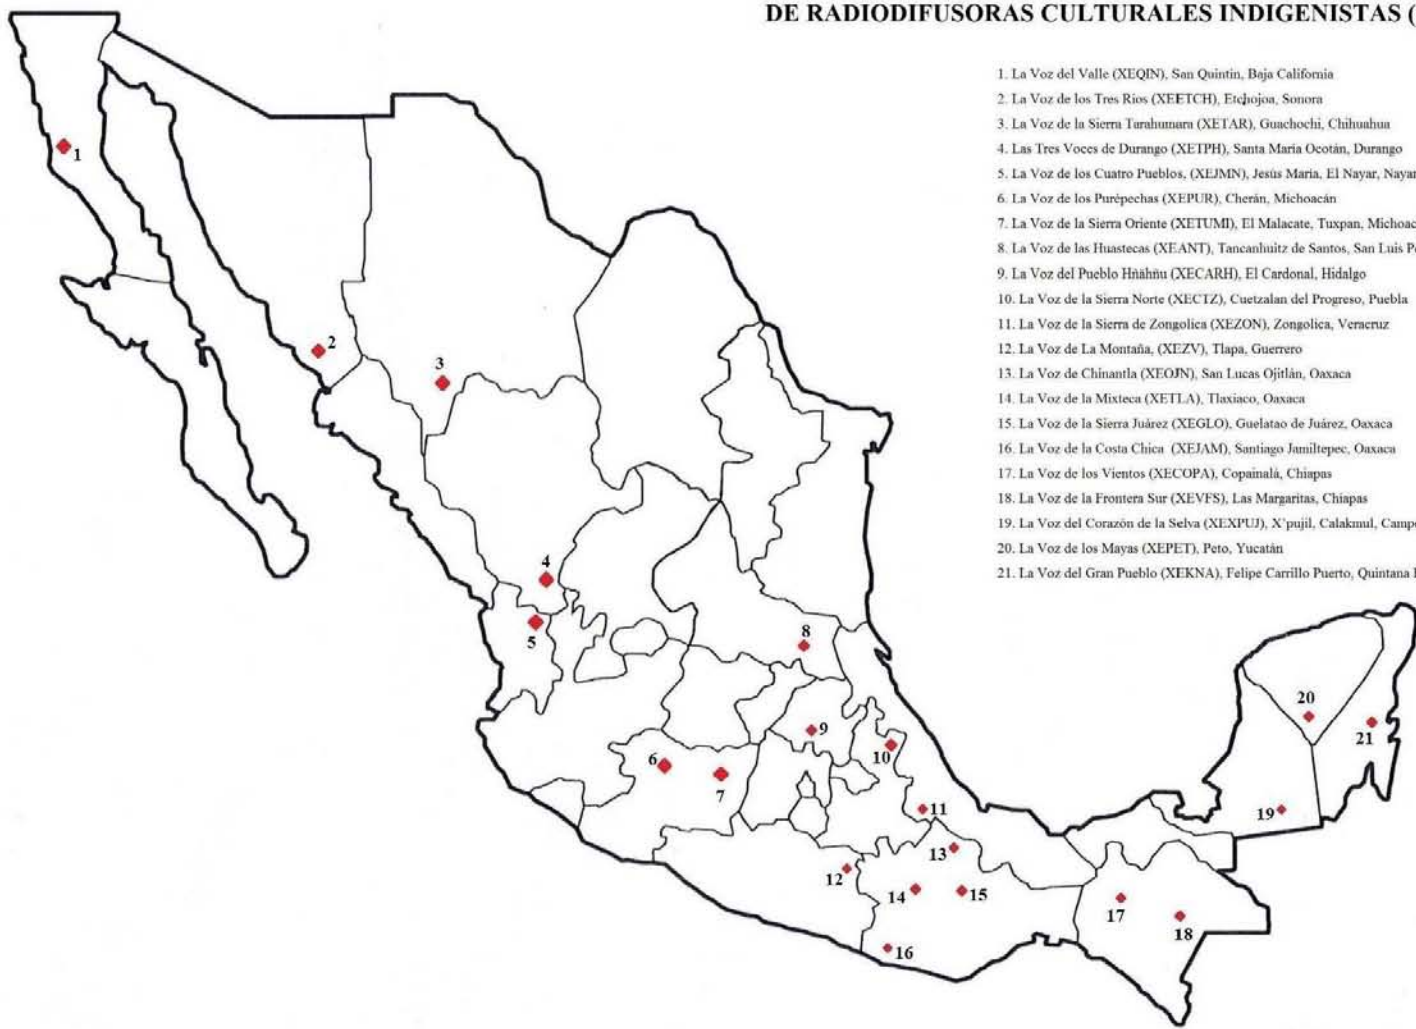 DE RADIODIFUSORAS CULTURALES INDIGENISTAS (
1. La Voz del Valle (XEQIN), San Quintin, Baja California
2. La Voz de los Tres Rios (XEETCH), Etchojoa, Sonora
3. La Voz de la Sierra Tarahumara (XETAR), Guachochi, Chihuahua
4. Las Tres Voces de Durango (XETPH), Santa María Ocotán, Durango
5. La Voz de los Cuatro Pueblos, (XEJMN), Jesús María, El Nayar, Nayar
6. La Voz de los Purépechas (XEPUR), Cherán, Michoacán
7. La Voz de la Sierra Oriente (XETUMI), El Malacate, Tuxpan, Michoac
8. La Voz de las Huastecas (XEANT), Tancanhuitz de Santos, San Luis Po
9. La Voz del Pueblo Hñähñu (XECARH), El Cardonal, Hidalgo
10. La Voz de la Sierra Norte (XECTZ), Cuetzalan del Progreso, Puebla
11. La Voz de la Sierra de Zongolica (XEZON), Zongolica, Veracruz
12. La Voz de La Montaña, (XEZV), Tlapa, Guerrero
13. La Voz de Chinantla (XEOJN), San Lucas Ojitlán, Oaxaca
14. La Voz de la Mixteca (XETLA), Tlaxiaco, Oaxaca
15. La Voz de la Sierra Juárez (XEGLO), Guelatao de Juárez, Oaxaca
16. La Voz de la Costa Chica (XEJAM), Santiago Jamiltepec, Oaxaca
17. La Voz de los Vientos (XECOPA), Copainalá, Chiapas
18. La Voz de la Frontera Sur (XEVFS), Las Margaritas, Chiapas
19. La Voz del Corazón de la Selva (XEXPUJ), X'pujil, Calakmul, Campe
20. La Voz de los Mayas (XEPET), Peto, Yucatán
21. La Voz del Gran Pueblo (XEKNA), Felipe Carrillo Puerto, Quintana R
1
2
3
4
5
8
20
21
9
10
6
7
19
11
13
12
14
15
17
18
16